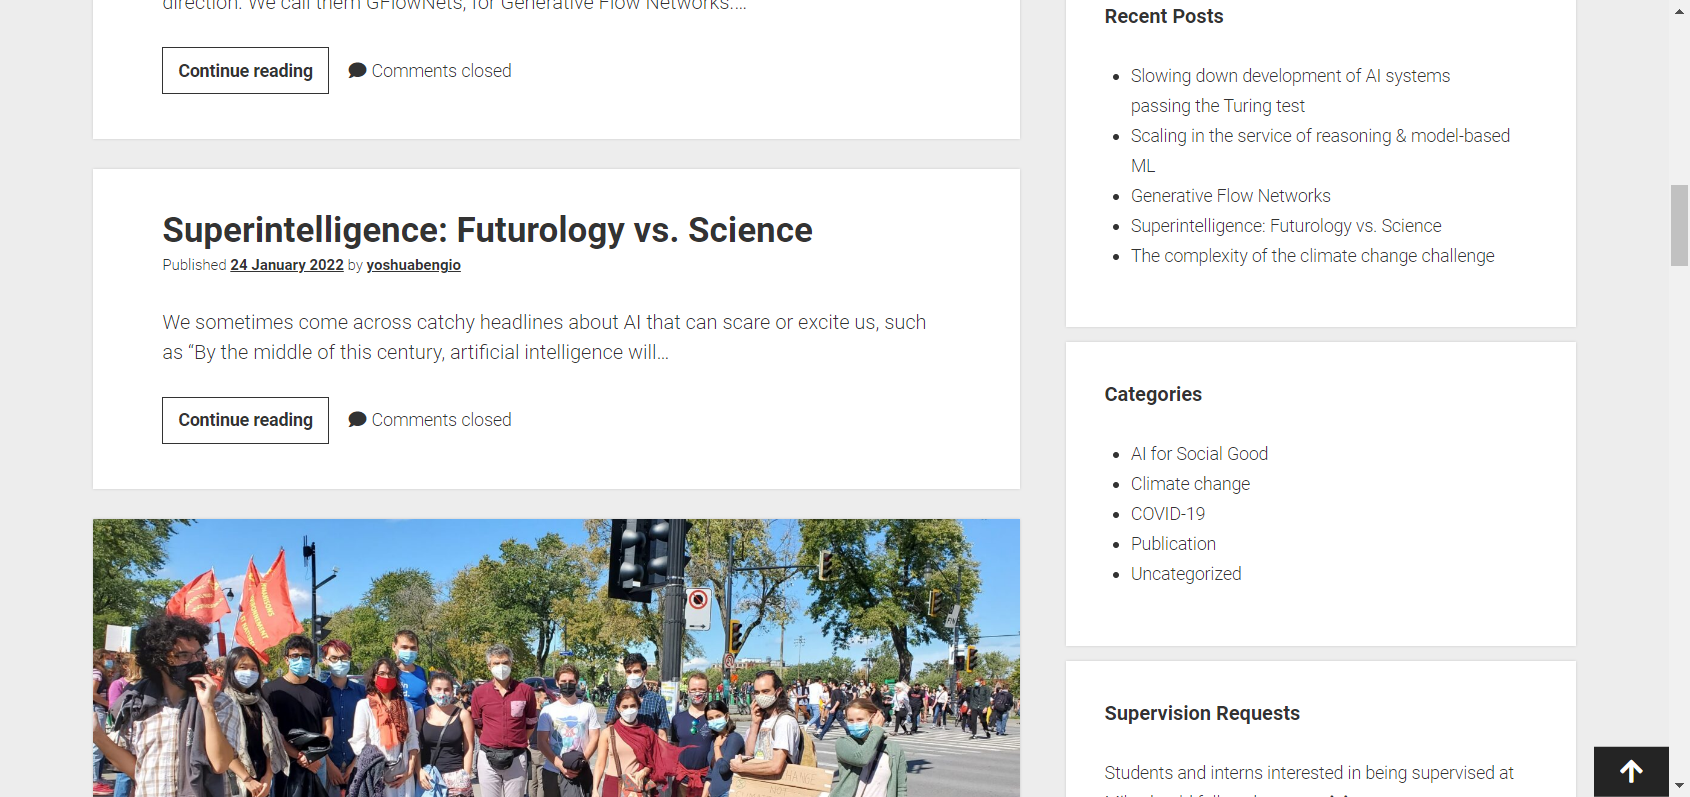 direction. We call them GFlowNets, for Generative Flow Networks.…
Continue reading
Comments closed
Superintelligence: Futurology vs. Science
Published 24 January 2022 by yoshuabengio
We sometimes come across catchy headlines about AI that can scare or excite us, such
as “By the middle of this century, artificial intelligence will…
Continue reading
Comments closed
Recent Posts
Slowing down development of AI systems
passing the Turing test
Scaling in the service of reasoning & model-based
ML
Generative Flow Networks
Superintelligence: Futurology vs. Science
The complexity of the climate change challenge
Categories
AI for Social Good
Climate change
COVID-19
Publication
Uncategorized
Supervision Requests
Students and interns interested in being supervised at